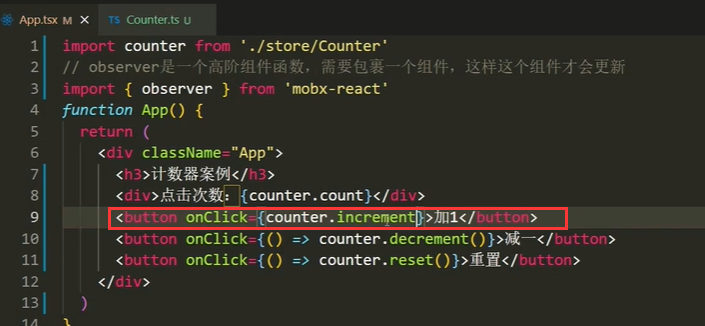 App.tsx M × TS Counter.ts U
1 import counter from './store/Counter'
2 // observer是一个高阶组件函数，需要包裹一个组件，这样这个组件才会更新
3 import { observer } from 'mobx-react'
4 function App() {
5 return (
6 <div className="App">
7 <h3>计数器案例</h3>
8 <div>点击次数：{counter.count}</div>
9 <button onClick={counter.increment}>加1</button>
10 <button onClick={() => counter.decrement()}>减一</button>
11 <button onClick={() => counter.reset()}>重置</button>
12 </div>
13 )
14 }